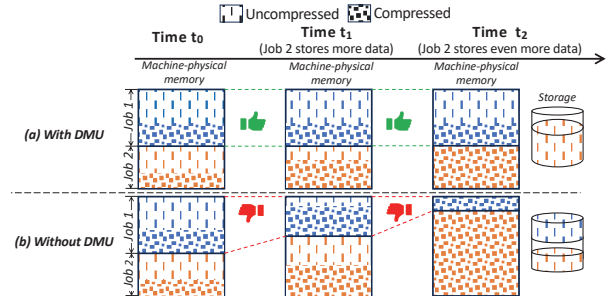 Uncompressed Compressed
Time t0 Time t1 Time t2
(Job 2 stores more data) (Job 2 stores even more data)
Machine-physical memory
Machine-physical memory
Machine-physical memory
Storage
(a) With DMU
Job 1
Job 2
(b) Without DMU
Job 1
Job 2